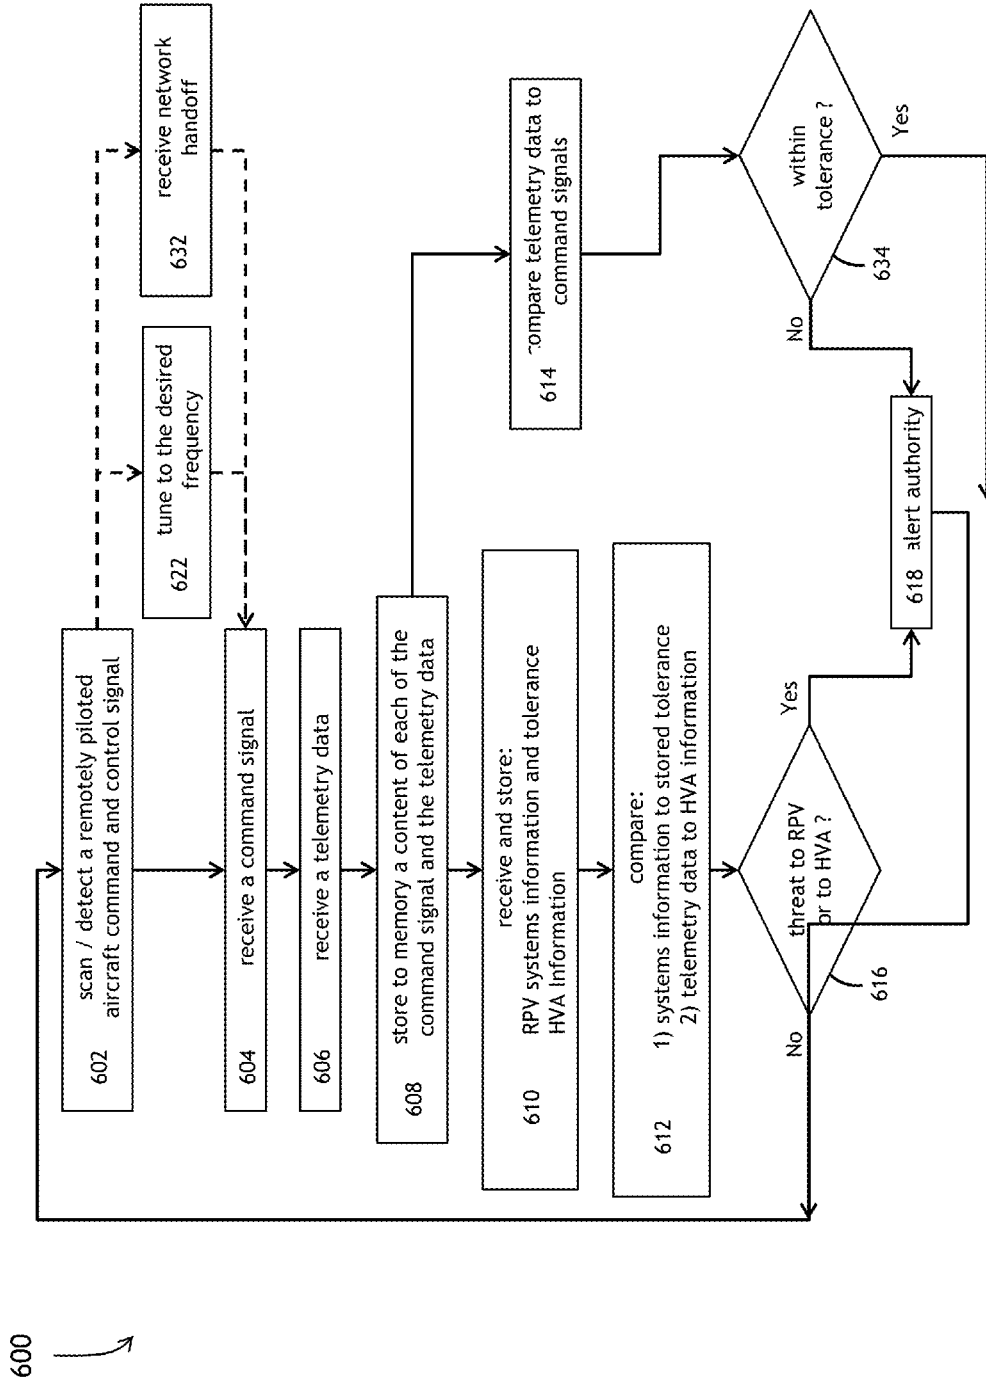 600
602
scan / detect a remotely piloted
aircraft command and control signal
622
tune to the desired
frequency
632
receive network
handoff
604
receive a command signal
606
receive a telemetry data
608
store to memory a content of each of the
command signal and the telemetry data
610
receive and store:
RPV systems information and tolerance
HVA Information
612
compare:
1) systems information to stored tolerance
2) telemetry data to HVA information
614
compare telemetry data to
command signals
threat to RPV
or to HVA ?
616
No
Yes
618 alert authority
within
tolerance ?
634
No
Yes